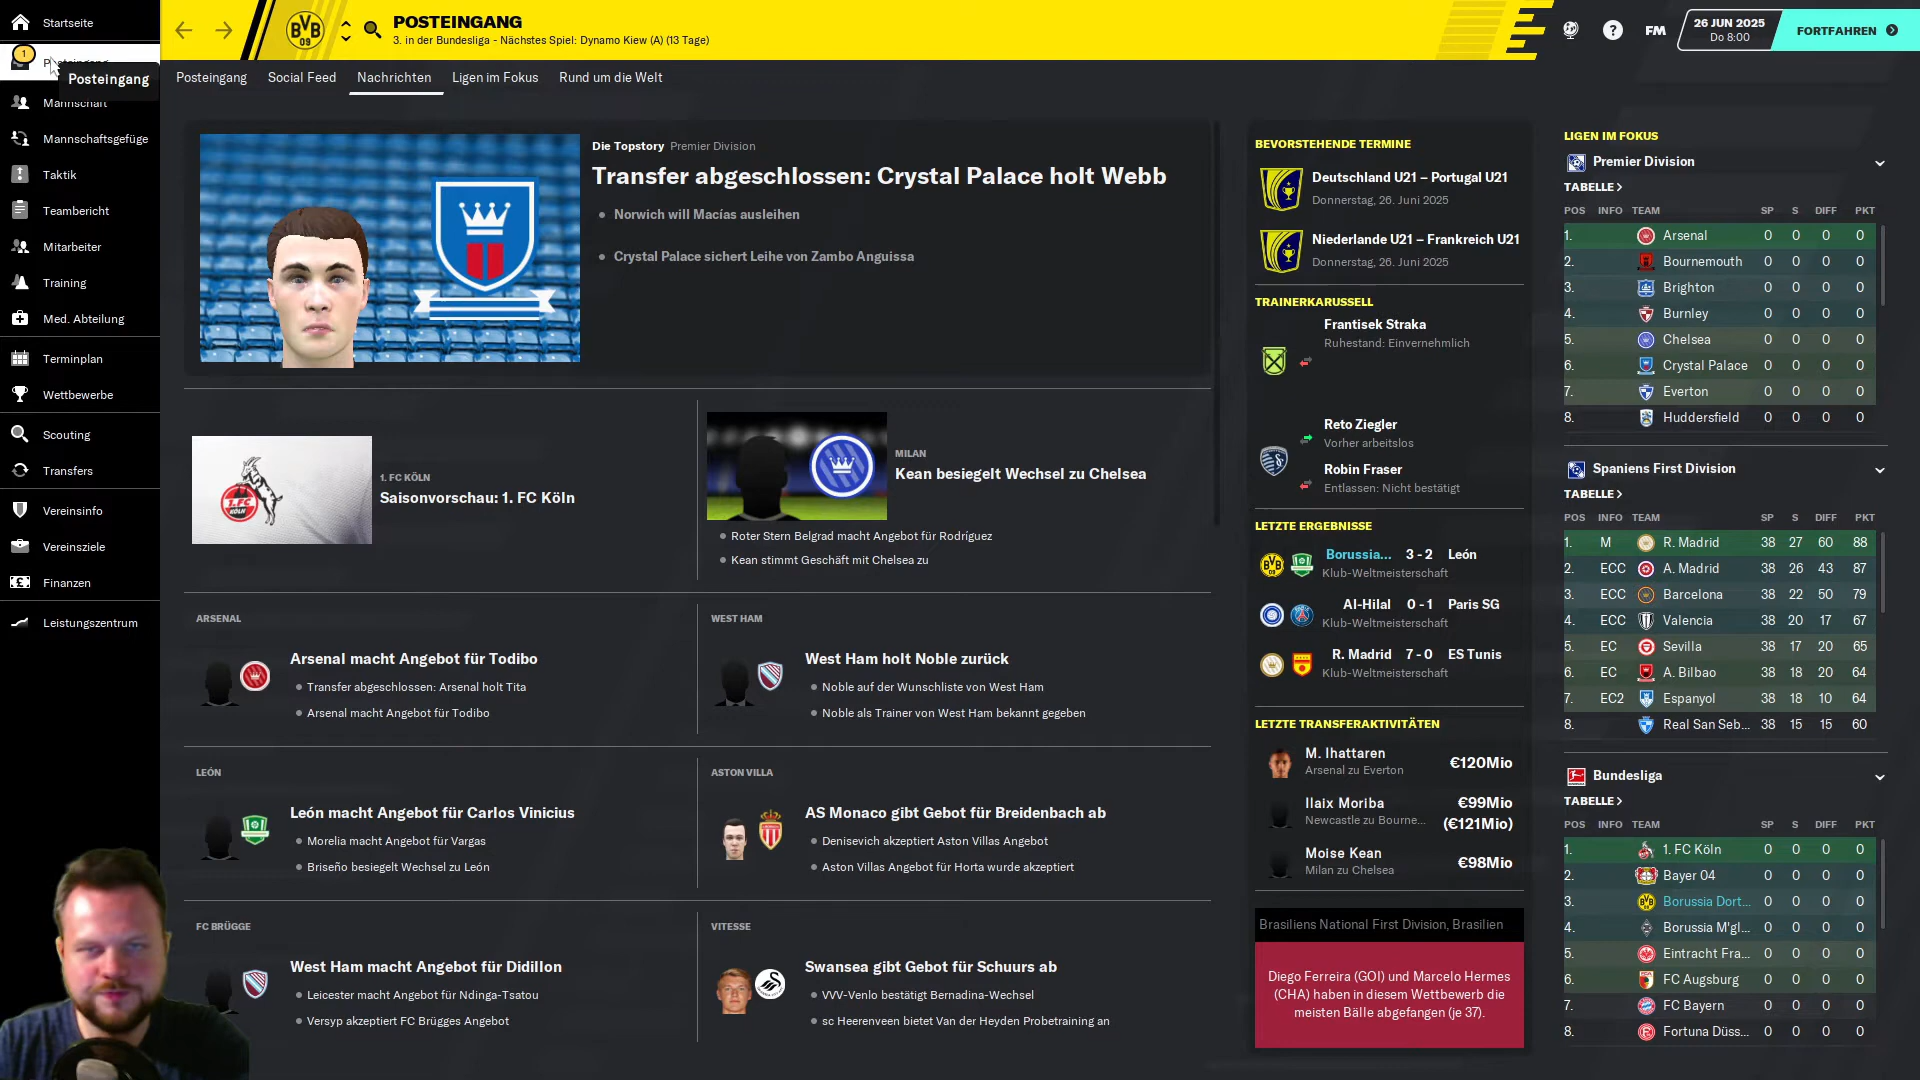 Startseite
1
Posteingang
Mannschaft
Mannschaftsgefüge
Taktik
Teambericht
Mitarbeiter
Training
Med. Abteilung
Terminplan
Wettbewerbe
Scouting
Transfers
Vereinsinfo
Vereinsziele
Finanzen
Leistungszentrum
BVB
09
POSTEINGANG
3. in der Bundesliga - Nächstes Spiel: Dynamo Kiew (A) (13 Tage)
?
FM
26 JUN 2025
Do 8:00
FORTFAHREN
Posteingang Social Feed Nachrichten Ligen im Fokus Rund um die Welt
Die Topstory Premier Division
Transfer abgeschlossen: Crystal Palace holt Webb
Norwich will Macías ausleihen
Crystal Palace sichert Leihe von Zambo Anguissa
1. FC KÖLN
Saisonvorschau: 1. FC Köln
MILAN
Kean besiegelt Wechsel zu Chelsea
Roter Stern Belgrad macht Angebot für Rodríguez
Kean stimmt Geschäft mit Chelsea zu
ARSENAL
Arsenal macht Angebot für Todibo
Transfer abgeschlossen: Arsenal holt Tita
Arsenal macht Angebot für Todibo
WEST HAM
West Ham holt Noble zurück
Noble auf der Wunschliste von West Ham
Noble als Trainer von West Ham bekannt gegeben
LEÓN
León macht Angebot für Carlos Vinicius
Morelia macht Angebot für Vargas
Briseño besiegelt Wechsel zu León
ASTON VILLA
AS Monaco gibt Gebot für Breidenbach ab
Denisevich akzeptiert Aston Villas Angebot
Aston Villas Angebot für Horta wurde akzeptiert
FC BRÜGGE
West Ham macht Angebot für Didillon
Leicester macht Angebot für Ndinga-Tsatou
Versyp akzeptiert FC Brügges Angebot
VITESSE
Swansea gibt Gebot für Schuurs ab
VVV-Venlo bestätigt Bernadina-Wechsel
sc Heerenveen bietet Van der Heyden Probetraining an
BEVORSTEHENDE TERMINE
Deutschland U21 – Portugal U21
Donnerstag, 26. Juni 2025
Niederlande U21 – Frankreich U21
Donnerstag, 26. Juni 2025
TRAINERKARUSSELL
Frantisek Straka
Ruhestand: Einvernehmlich
Reto Ziegler
Vorher arbeitslos
Robin Fraser
Entlassen: Nicht bestätigt
LETZTE ERGEBNISSE
Borussia... 3 - 2 León
Klub-Weltmeisterschaft
Al-Hilal 0 - 1 Paris SG
Klub-Weltmeisterschaft
R. Madrid 7 - 0 ES Tunis
Klub-Weltmeisterschaft
LETZTE TRANSFERAKTIVITÄTEN
M. Ihattaren €120Mio
Arsenal zu Everton
Ilaix Moriba €99Mio
Newcastle zu Bourne... (€121Mio)
Moise Kean €98Mio
Milan zu Chelsea
Brasiliens National First Division, Brasilien
Diego Ferreira (GOI) und Marcelo Hermes
(CHA) haben in diesem Wettbewerb die
meisten Bälle abgefangen (je 37).
LIGEN IM FOKUS
Premier Division
TABELLE
POS INFO TEAM SP S DIFF PKT
1. Arsenal 0 0 0 0
2. Bournemouth 0 0 0 0
3. Brighton 0 0 0 0
4. Burnley 0 0 0 0
5. Chelsea 0 0 0 0
6. Crystal Palace 0 0 0 0
7. Everton 0 0 0 0
8. Huddersfield 0 0 0 0
Spaniens First Division
TABELLE
POS INFO TEAM SP S DIFF PKT
1. M R. Madrid 38 27 60 88
2. ECC A. Madrid 38 26 43 87
3. ECC Barcelona 38 22 50 79
4. ECC Valencia 38 20 17 67
5. EC Sevilla 38 17 20 65
6. EC A. Bilbao 38 18 20 64
7. EC2 Espanyol 38 18 10 64
8. Real San Seb... 38 15 15 60
Bundesliga
TABELLE
POS INFO TEAM SP S DIFF PKT
1. 1. FC Köln 0 0 0 0
2. Bayer 04 0 0 0 0
3. Borussia Dort... 0 0 0 0
4. Borussia M'gl... 0 0 0 0
5. Eintracht Fra... 0 0 0 0
6. FC Augsburg 0 0 0 0
7. FC Bayern 0 0 0 0
8. Fortuna Düss... 0 0 0 0